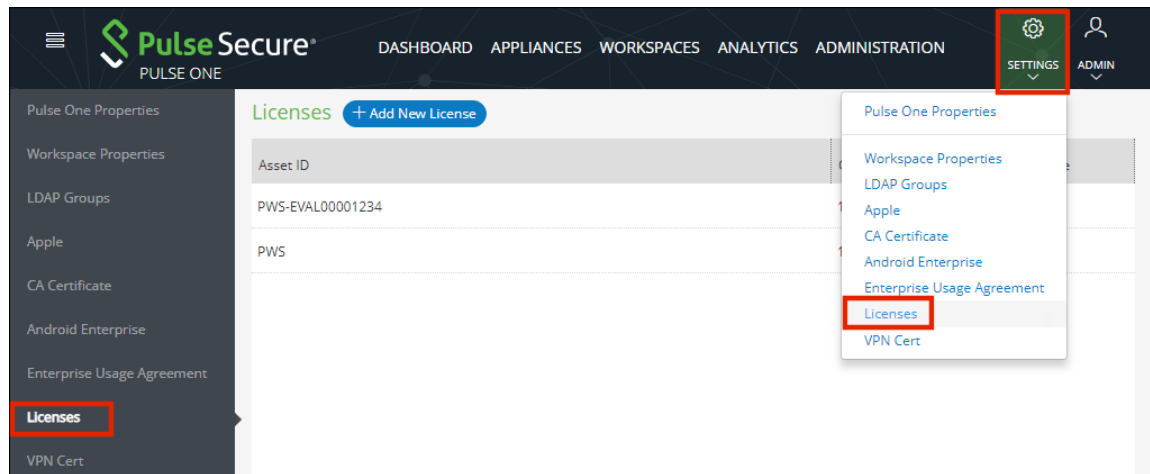 Pulse Secure
PULSE ONE
DASHBOARD APPLIANCES WORKSPACES ANALYTICS ADMINISTRATION
SETTINGS
ADMIN
Pulse One Properties
Workspace Properties
LDAP Groups
Apple
CA Certificate
Android Enterprise
Enterprise Usage Agreement
Licenses
VPN Cert
Licenses + Add New License
Asset ID
PWS-EVAL00001234
PWS
Pulse One Properties
Workspace Properties
LDAP Groups
Apple
CA Certificate
Android Enterprise
Enterprise Usage Agreement
Licenses
VPN Cert